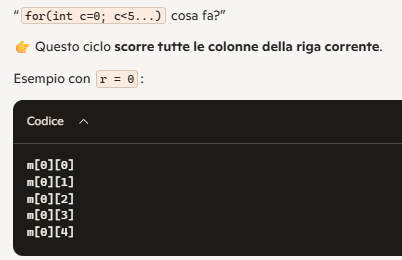 “for(int c=0; c<5...) cosa fa?”
👉 Questo ciclo scorre tutte le colonne della riga corrente.
Esempio con r = 0:
Codice
m[0][0]
m[0][1]
m[0][2]
m[0][3]
m[0][4]